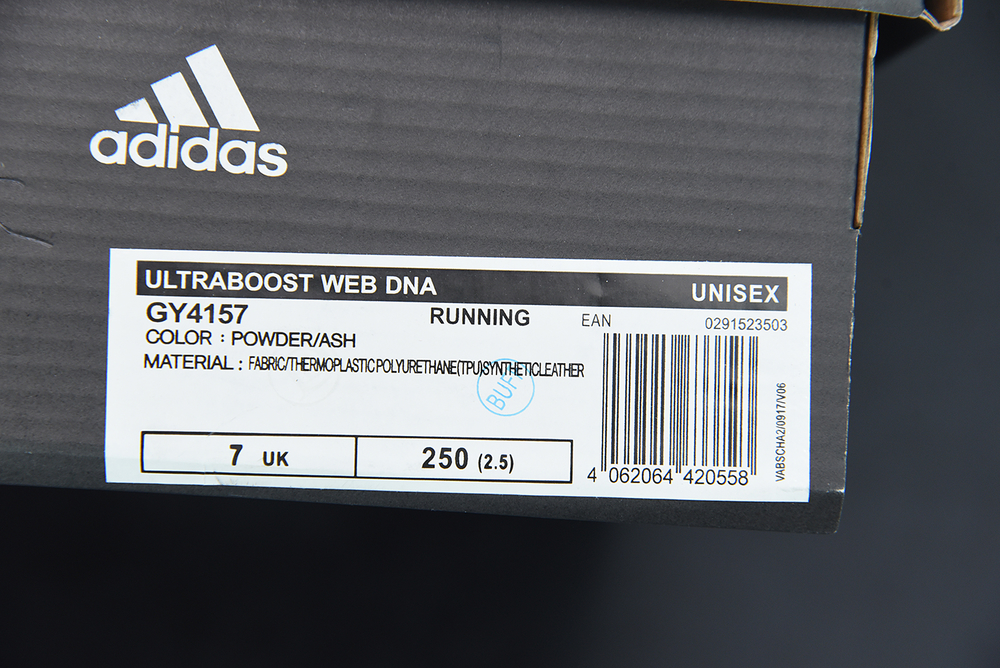 adidas
ULTRABOOST WEB DNA
UNISEX
GY4157
RUNNING
EAN
0291523503
COLOR : POWDER/ASH
MATERIAL : FABRIC/THERMOPLASTIC POLYURETHANE(TPU)SYNTHETICLEATHER
7 UK
250 (2.5)
4 062064 420558
VABSCHA2/0917/V06